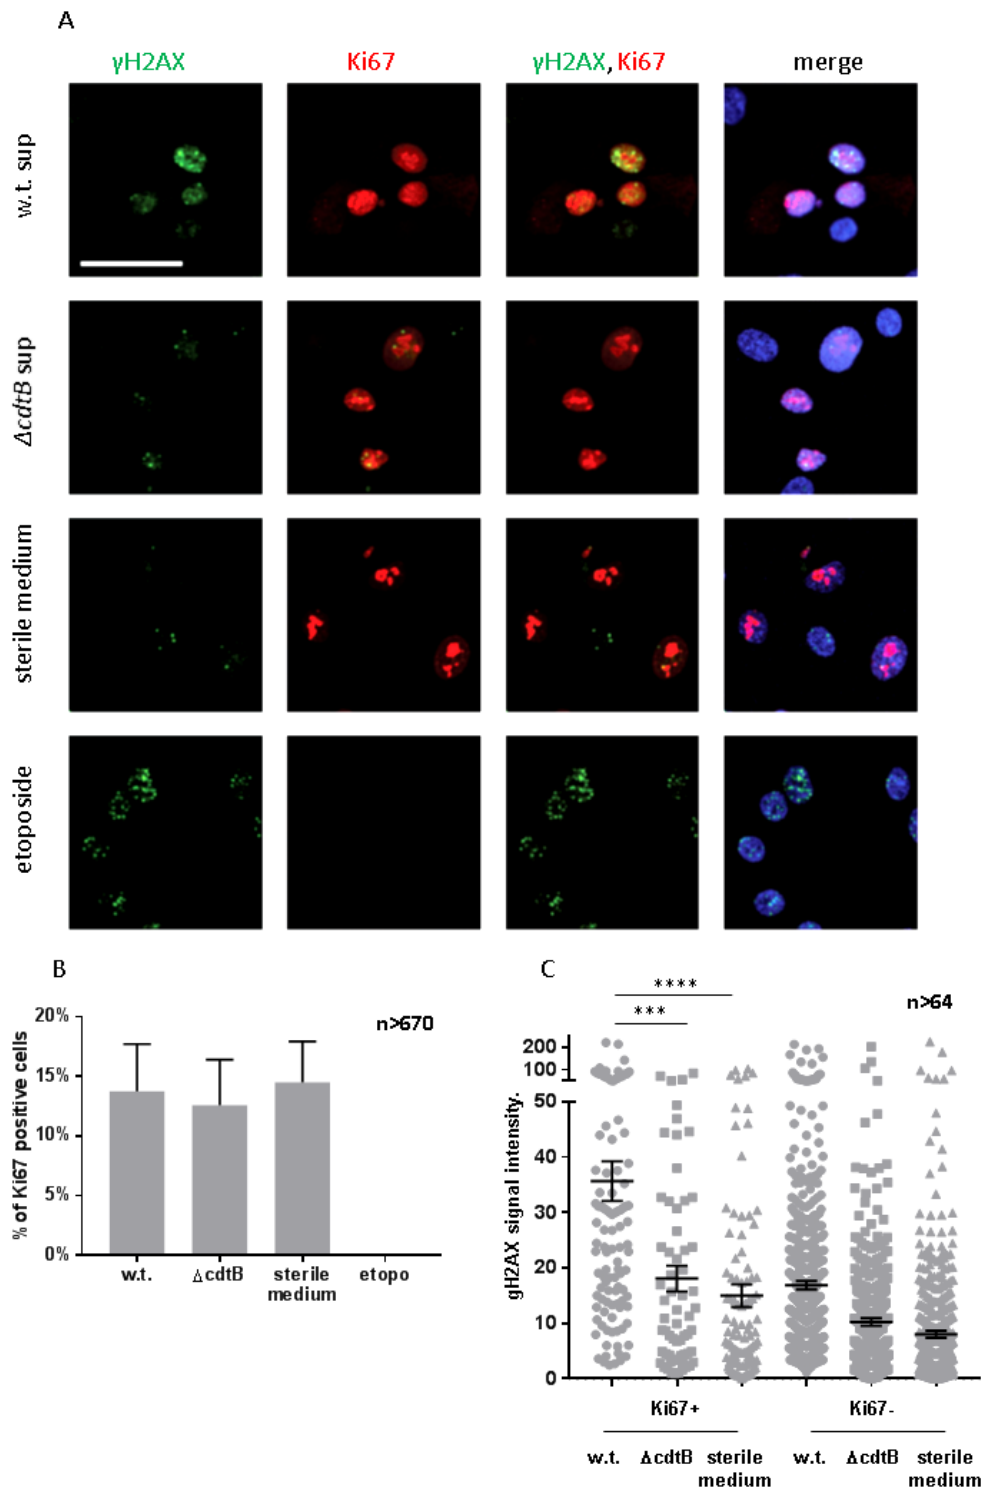 A
γH2AX Ki67 γH2AX, Ki67 merge
w.t. sup
ΔcdtB sup
sterile medium
etoposide
B
% of Ki67 positive cells
20%
15%
10%
5%
0%
n>670
w.t. ΔcdtB sterile etopo
medium
C
****
***
n>64
gH2AX signal intensity.
200
100
50
40
30
20
10
0
Ki67+ Ki67-
w.t. ΔcdtB sterile w.t. ΔcdtB sterile
medium medium